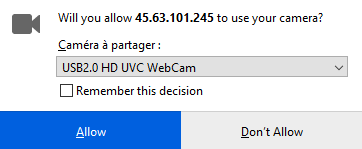 Will you allow 45.63.101.245 to use your camera?
Caméra à partager :
USB2.0 HD UVC WebCam
Remember this decision
Allow
Don't Allow